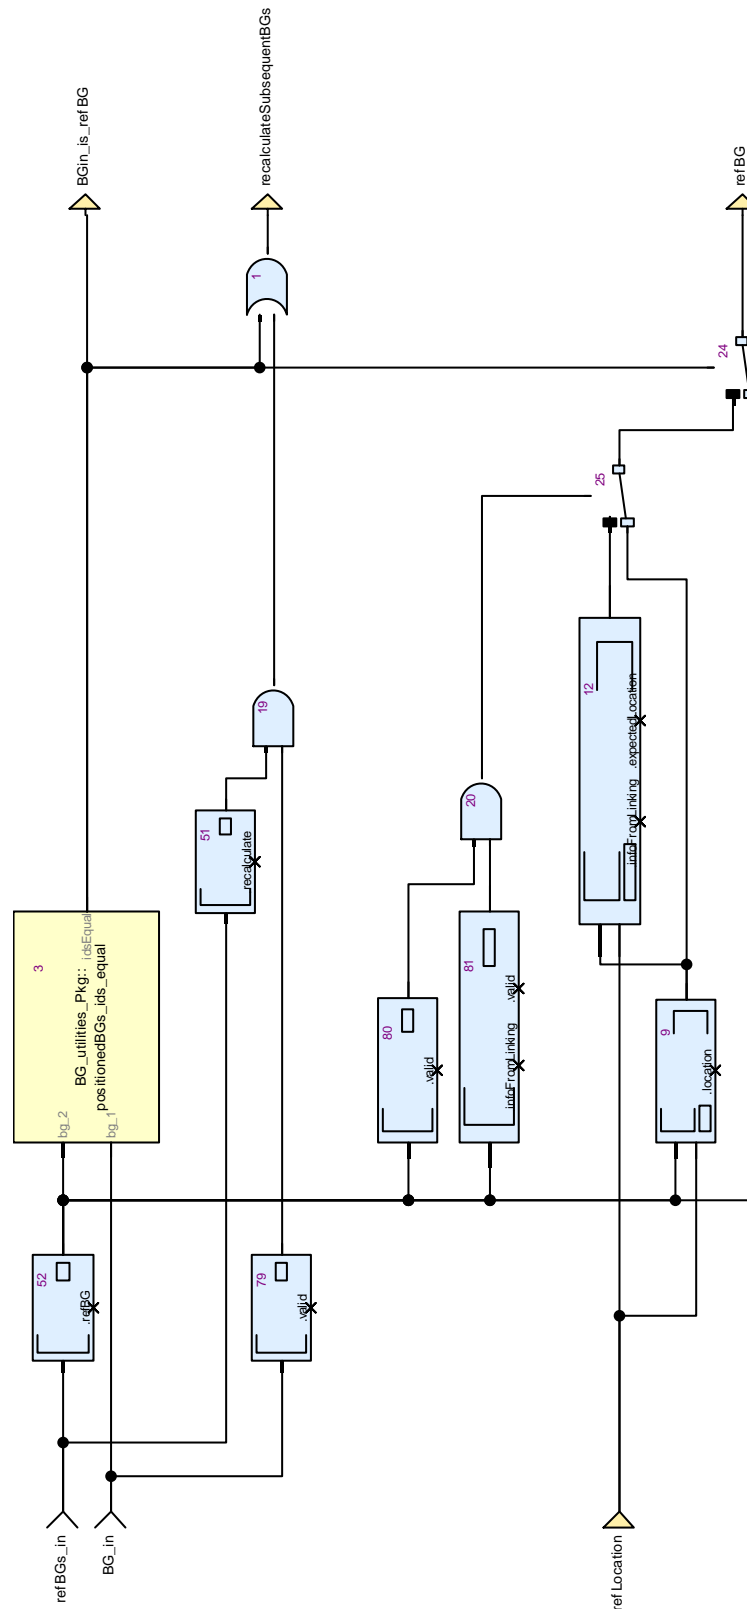 BGin_is_refBG
recalculateSubsequentBGs
refBG
1
24
25
19
20
12
infoFromLinking .expectedLocation
51
recalculate
3
idsEqual
BG_utilities_Pkg::
positionedBGs_ids_equal
bg_2
bg_1
80
.valid
81
infoFromLinking
.valid
9
.location
52
.refBG
79
.valid
refBGs_in
BG_in
refLocation